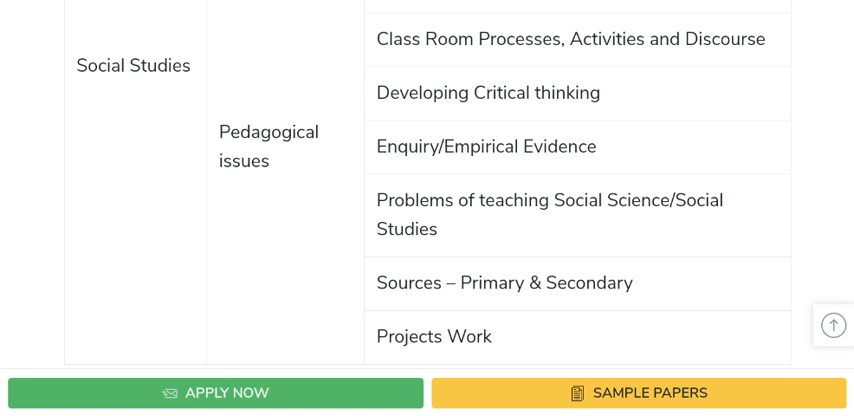 Class Room Processes, Activities and Discourse
Social Studies
Developing Critical thinking
Pedagogical
issues
Enquiry/Empirical Evidence
Problems of teaching Social Science/Social
Studies
Sources – Primary & Secondary
Projects Work
APPLY NOW
SAMPLE PAPERS